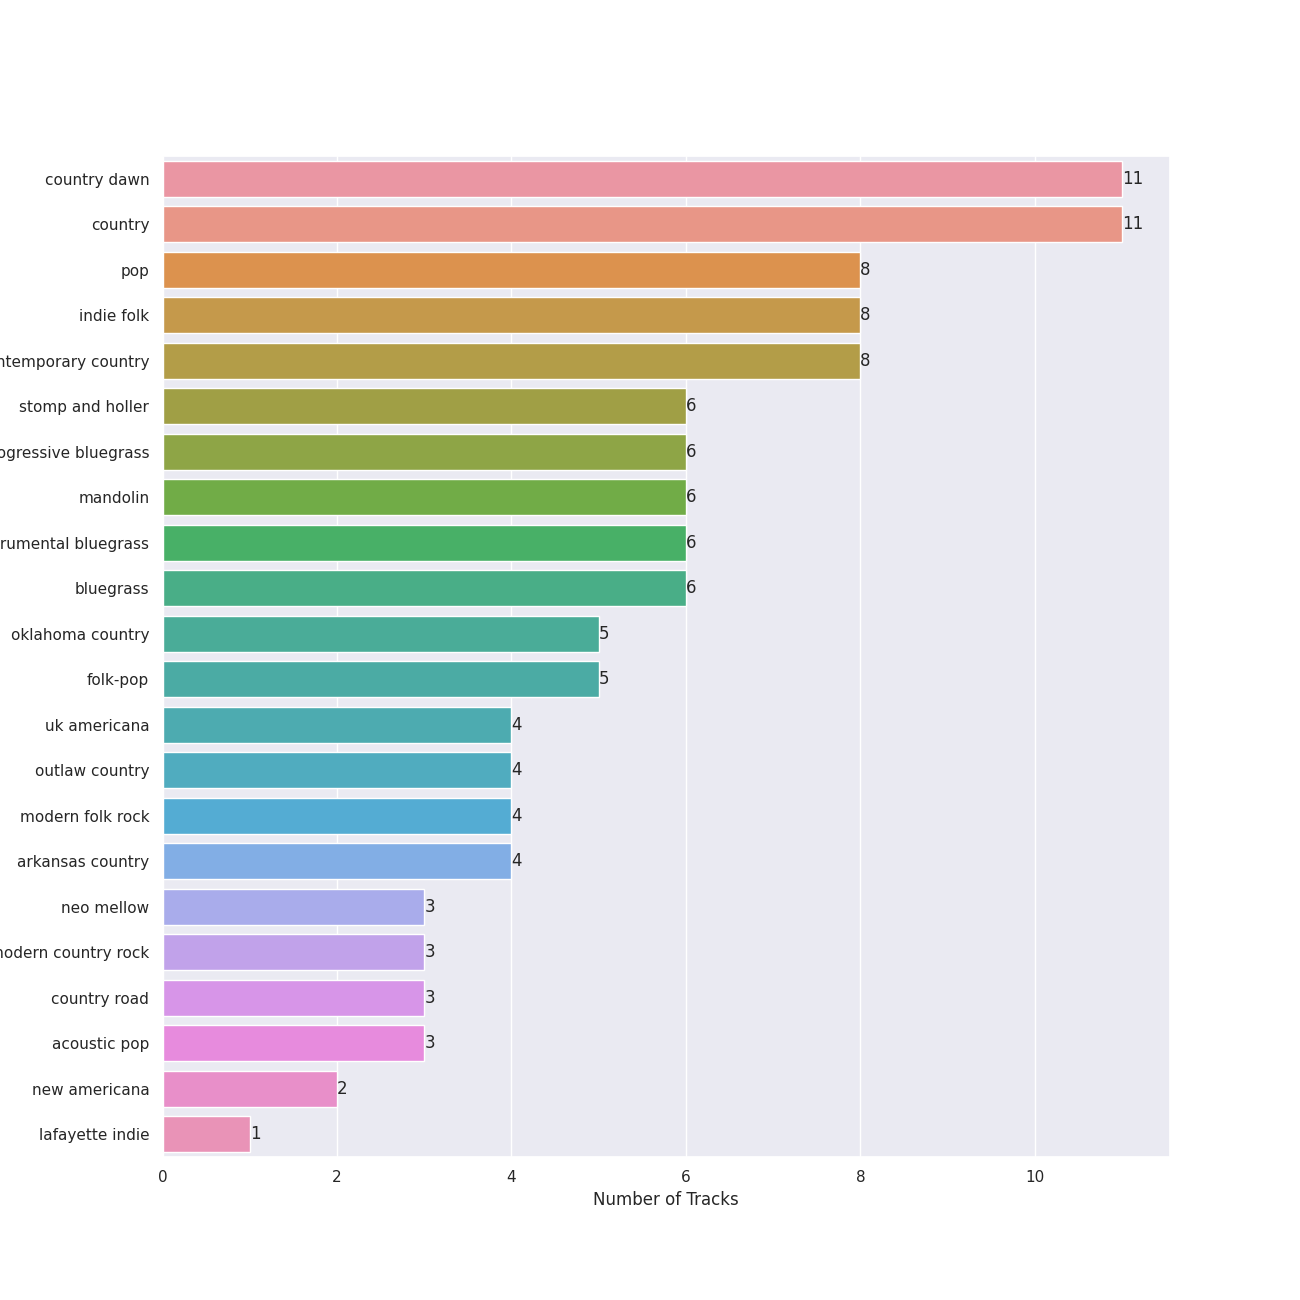 country dawn 11
country 11
pop 8
indie folk 8
ntemporary country 8
stomp and holler 6
ogressive bluegrass 6
mandolin 6
rumental bluegrass 6
bluegrass 6
oklahoma country 5
folk-pop 5
uk americana 4
outlaw country 4
modern folk rock 4
arkansas country 4
neo mellow 3
odern country rock 3
country road 3
acoustic pop 3
new americana 2
lafayette indie 1
0 2 4 6 8 10
Number of Tracks